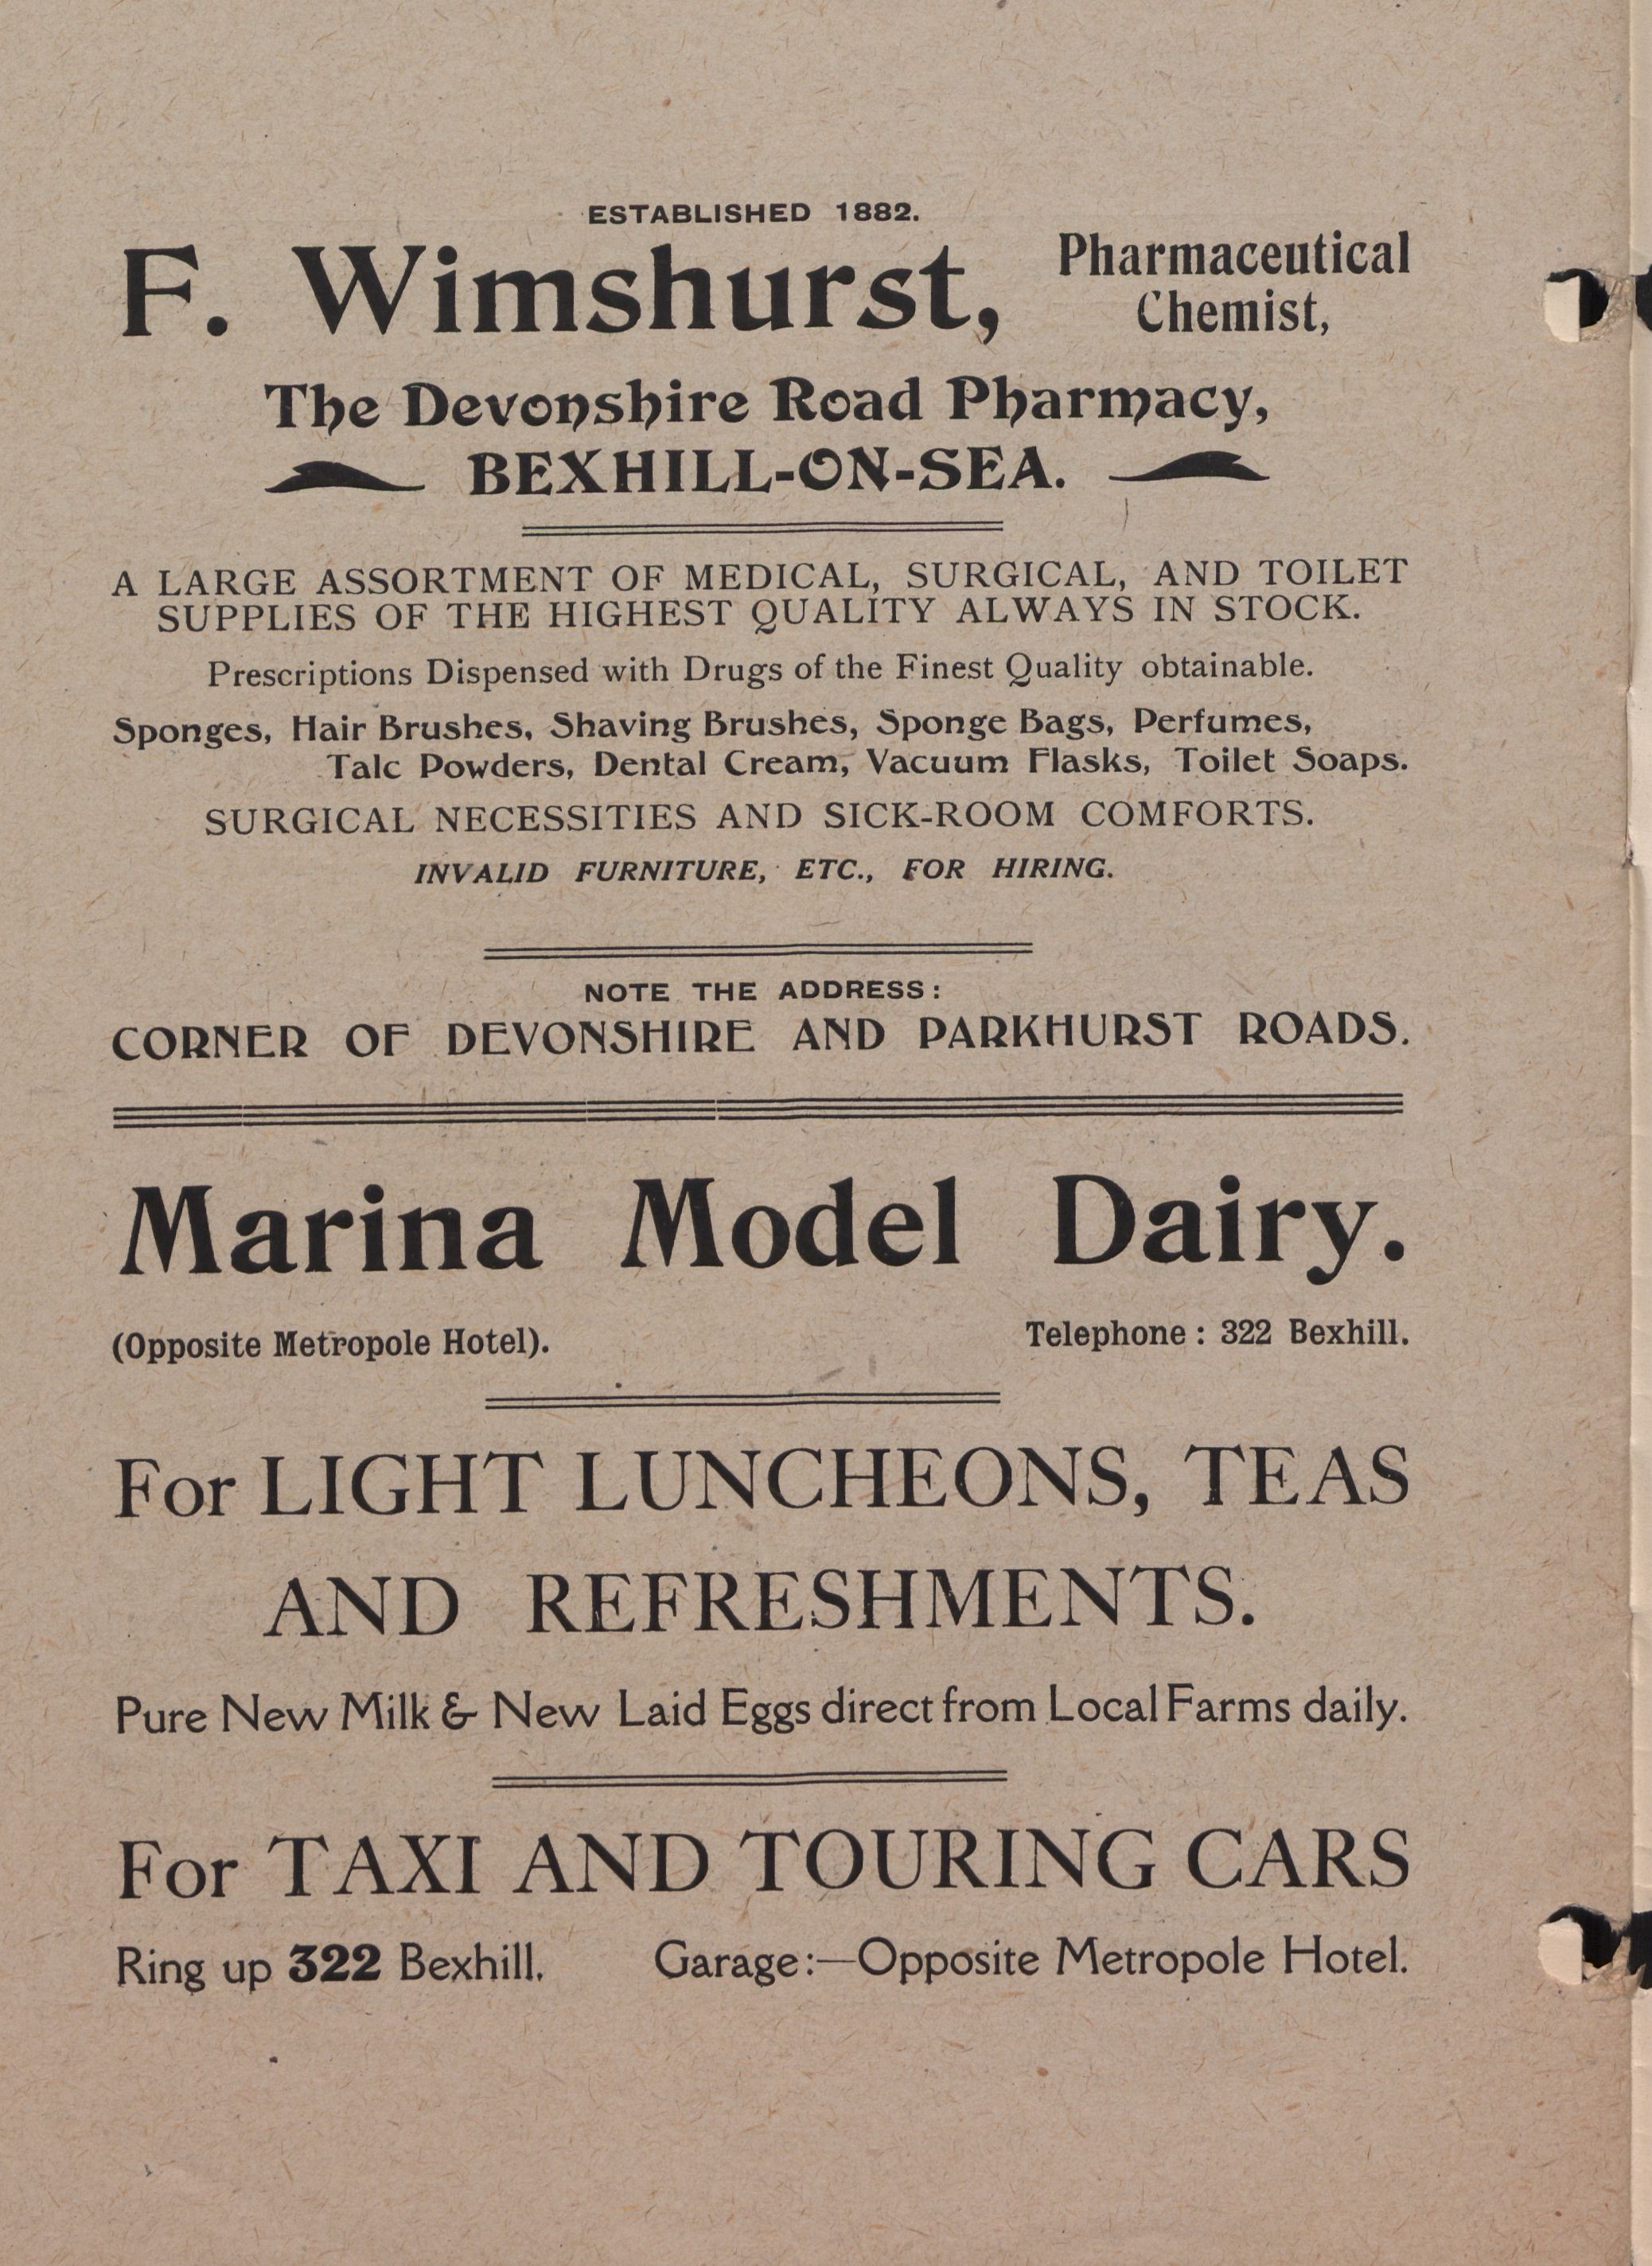 ESTABLISHED 1882.
F. Wimshurst, Pharmaceutical Chemist,
The Devonshire Road Pharmacy,
BEXHILL-ON-SEA.
A LARGE ASSORTMENT OF MEDICAL, SURGICAL, AND TOILET
SUPPLIES OF THE HIGHEST QUALITY ALWAYS IN STOCK.
Prescriptions Dispensed with Drugs of the Finest Quality obtainable.
Sponges, Hair Brushes, Shaving Brushes, Sponge Bags, Perfumes,
Talc Powders, Dental Cream, Vacuum Flasks, Toilet Soaps.
SURGICAL NECESSITIES AND SICK-ROOM COMFORTS.
INVALID FURNITURE, ETC., FOR HIRING.
NOTE THE ADDRESS:
CORNER OF DEVONSHIRE AND PARKHURST ROADS.
Marina Model Dairy.
(Opposite Metropole Hotel). Telephone: 322 Bexhill.
For LIGHT LUNCHEONS, TEAS
AND REFRESHMENTS.
Pure New Milk & New Laid Eggs direct from Local Farms daily.
For TAXI AND TOURING CARS
Ring up 322 Bexhill. Garage:—Opposite Metropole Hotel.